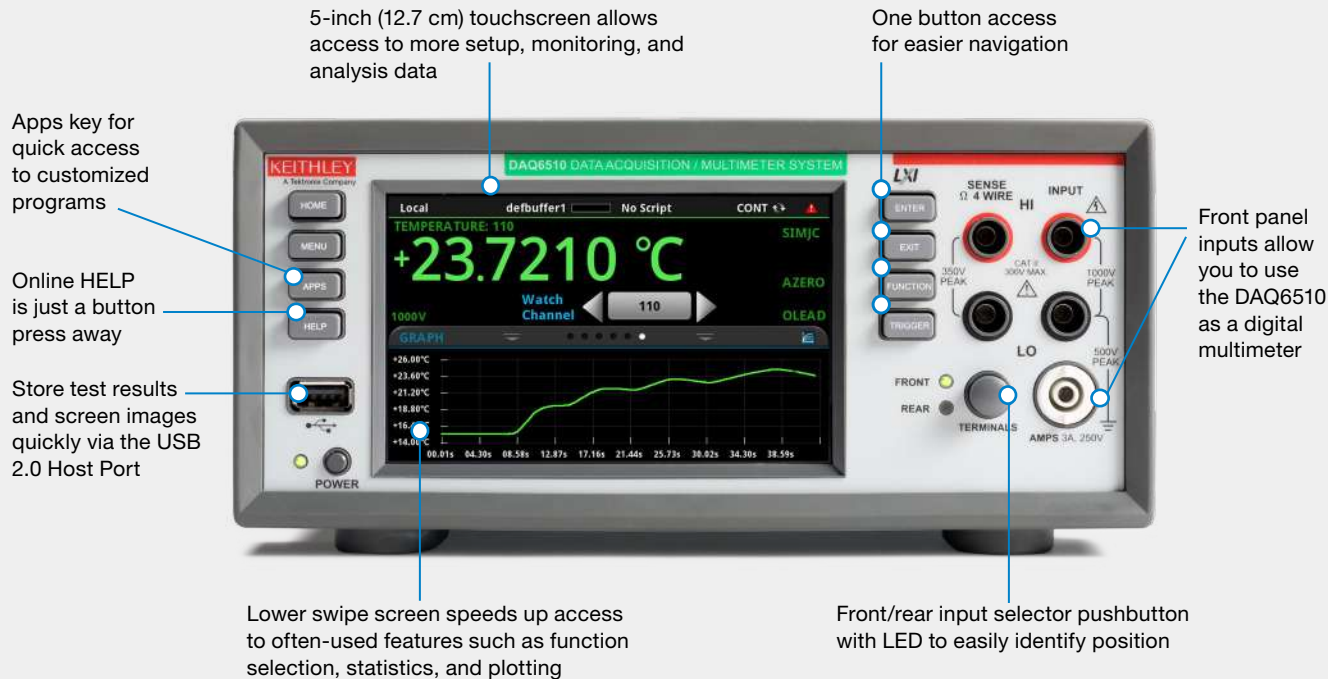 5-inch (12.7 cm) touchscreen allows
access to more setup, monitoring, and
analysis data
One button access
for easier navigation
Apps key for
quick access
to customized
programs
Online HELP
is just a button
press away
Store test results
and screen images
quickly via the USB
2.0 Host Port
KEITHLEY
A Tektronix Company
DAQ6510 DATA ACQUISITION / MULTIMETER SYSTEM
HOME
MENU
APPS
HELP
POWER
Local defbuffer1 No Script CONT
TEMPERATURE: 110
+23.7210 °C
SIMJC
AZERO
OLEAD
Watch
Channel
110
1000V
GRAPH
+26.00°C
+23.60°C
+21.20°C
+18.80°C
+16.
+14.00°C
00.01s 04.30s 08.58s 12.87s 17.16s 21.44s 25.73s 30.02s 34.30s 38.59s
LXI
ENTER
EXIT
FUNCTION
TRIGGER
SENSE
Ω 4 WIRE
INPUT
HI
350V
PEAK
CAT II
300V MAX
1000V
PEAK
LO
500V
PEAK
FRONT
REAR
TERMINALS
AMPS 3A, 250V
Front panel
inputs allow
you to use
the DAQ6510
as a digital
multimeter
Lower swipe screen speeds up access
to often-used features such as function
selection, statistics, and plotting
Front/rear input selector pushbutton
with LED to easily identify position